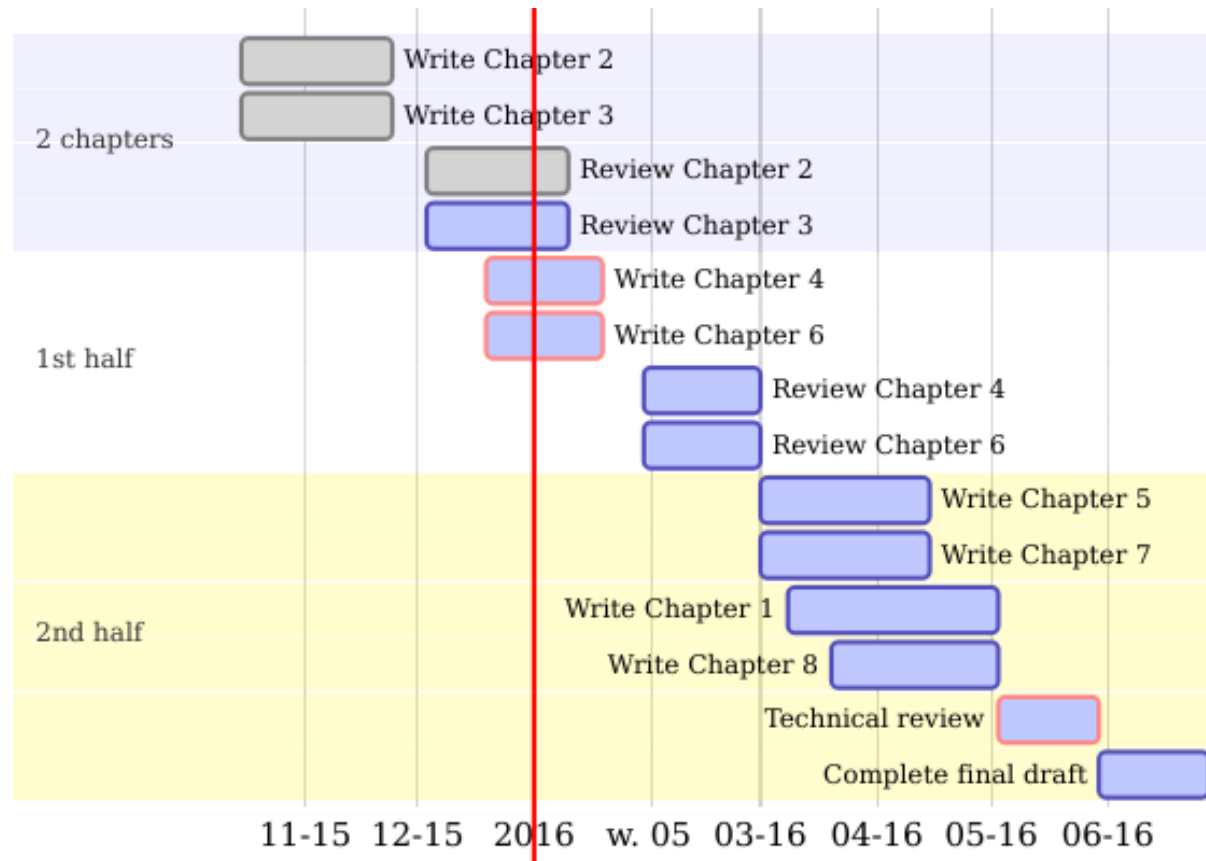 Write Chapter 2
Write Chapter 3
2 chapters
Review Chapter 2
Review Chapter 3
Write Chapter 4
Write Chapter 6
1st half
Review Chapter 4
Review Chapter 6
Write Chapter 5
Write Chapter 7
Write Chapter 1
2nd half
Write Chapter 8
Technical review
Complete final draft
11-15 12-15 2016 w. 05 03-16 04-16 05-16 06-16